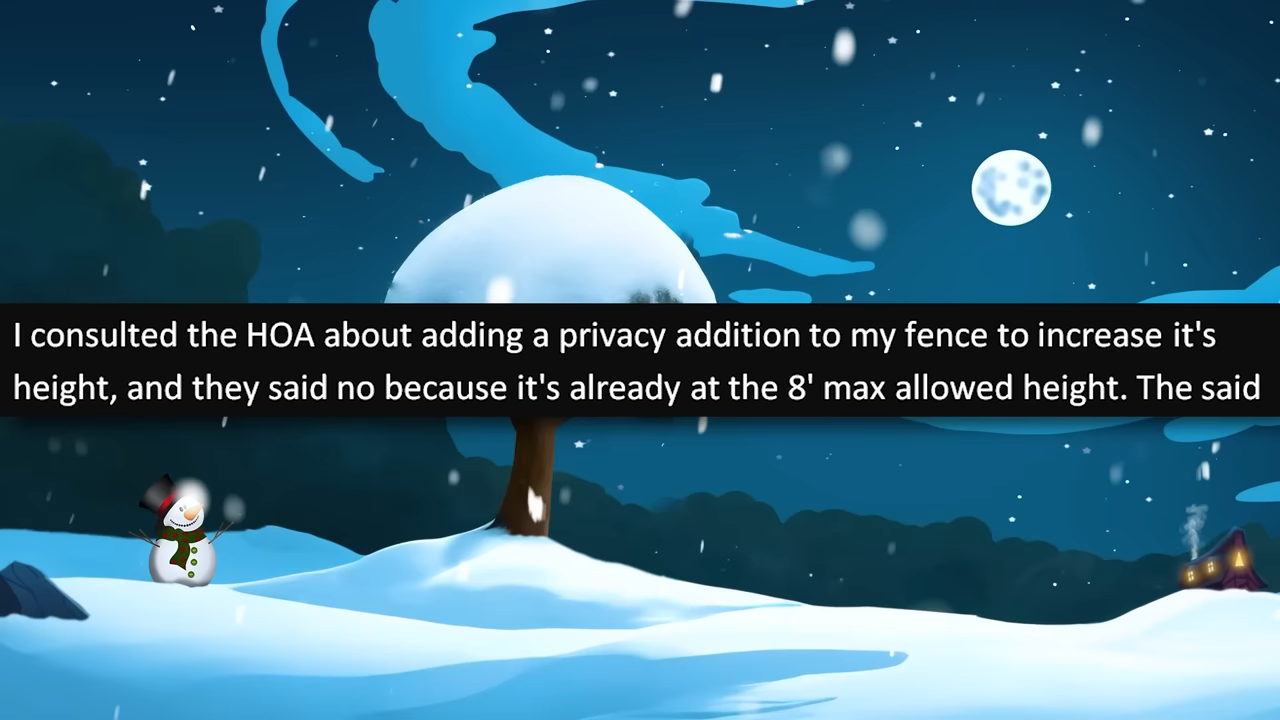 I consulted the HOA about adding a privacy addition to my fence to increase it's
height, and they said no because it's already at the 8' max allowed height. The said